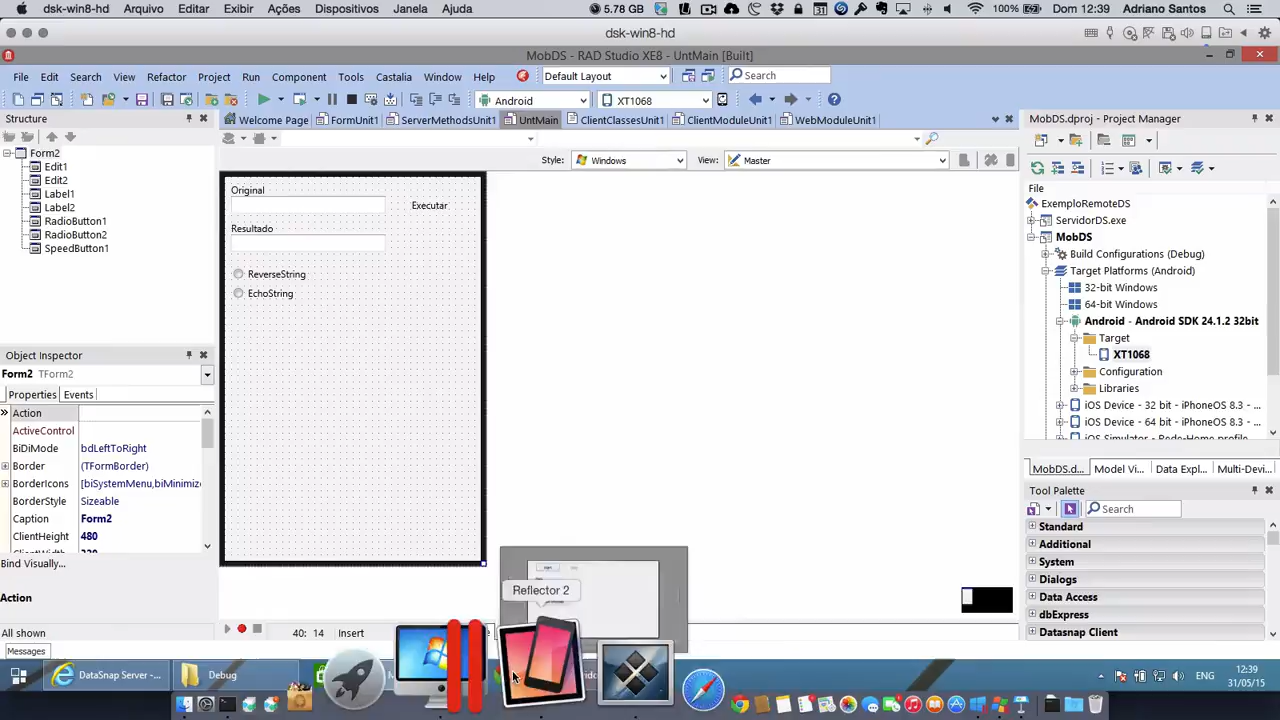 dsk-win8-hd Arquivo Editar Exibir Ações Dispositivos Janela Ajuda 5.78 GB 100% Dom 12:39 Adriano Santos
dsk-win8-hd
MobDS - RAD Studio XE8 - UntMain [Built]
File Edit Search View Refactor Project Run Component Tools Castalia Window Help Default Layout Search
Android XT1068
Structure
Welcome Page FormUnit1 ServerMethodsUnit1 UntMain ClientClassesUnit1 ClientModuleUnit1 WebModuleUnit1
MobDS.dproj - Project Manager
Style: Windows View: Master
Form2
Edit1
Edit2
Label1
Label2
RadioButton1
RadioButton2
SpeedButton1
Original
Executar
Resultado
ReverseString
EchoString
File
ExemploRemoteDS
ServidorDS.exe
MobDS
Build Configurations (Debug)
Target Platforms (Android)
32-bit Windows
64-bit Windows
Android - Android SDK 24.1.2 32bit
Target
XT1068
Configuration
Libraries
iOS Device - 32 bit - iPhoneOS 8.3 - ...
iOS Device - 64 bit - iPhoneOS 8.3 - ...
iOS Simulator - Rede-Home profile
MobDS.d... Model Vi... Data Expl... Multi-Devi...
Object Inspector
Form2 TForm2
Properties Events
Action
ActiveControl
BiDiMode bdLeftToRight
Border (TFormBorder)
BorderIcons [biSystemMenu,biMinimize
BorderStyle Sizeable
Caption Form2
ClientHeight 480
ClientWidth 320
Bind Visually...
Action
All shown
Messages
40: 14 Insert
Reflector 2
Tool Palette
Search
Standard
Additional
System
Dialogs
Data Access
dbExpress
Datasnap Client
DataSnap Server -... Debug
ENG
12:39
31/05/15